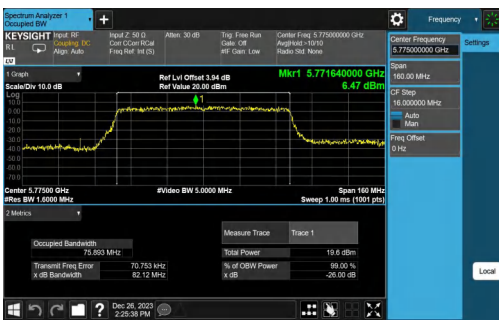 Spectrum Analyzer 1
Occupied BW
+
Frequency
KEYSIGHT
Input: RF
Input Z: 50 Ω
Atten: 30 dB
Trig: Free Run
Center Freq: 5.775000000 GHz
RL
Coupling: DC
Corr CCorr RCal
Gate: Off
Avg|Hold:>10/10
Align: Auto
Freq Ref: Int (S)
#IF Gain: Low
Radio Std: None
LW
Center Frequency
5.775000000 GHz
Settings
Span
160.00 MHz
CF Step
16.000000 MHz
Auto
Man
Freq Offset
0 Hz
Local
1 Graph
Ref Lvl Offset 3.94 dB
Mkr1 5.771640000 GHz
Scale/Div 10.0 dB
Ref Value 20.00 dBm
6.47 dBm
Log
10.0
0.00
-10.0
-20.0
-30.0
-40.0
-50.0
-60.0
-70.0
1
Center 5.77500 GHz
#Video BW 5.0000 MHz
Span 160 MHz
#Res BW 1.6000 MHz
Sweep 1.00 ms (1001 pts)
2 Metrics
Measure Trace
Trace 1
Occupied Bandwidth
75.893 MHz
Total Power
19.6 dBm
Transmit Freq Error
70.753 kHz
% of OBW Power
99.00 %
x dB Bandwidth
82.12 MHz
x dB
-26.00 dB
?
Dec 26, 2023
2:25:38 PM